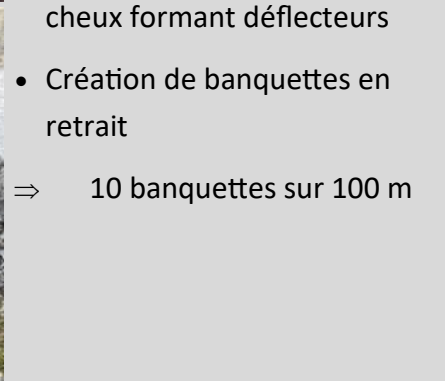 cheux formant déflecteurs
• Création de banquettes en
retrait
⇒ 10 banquettes sur 100 m